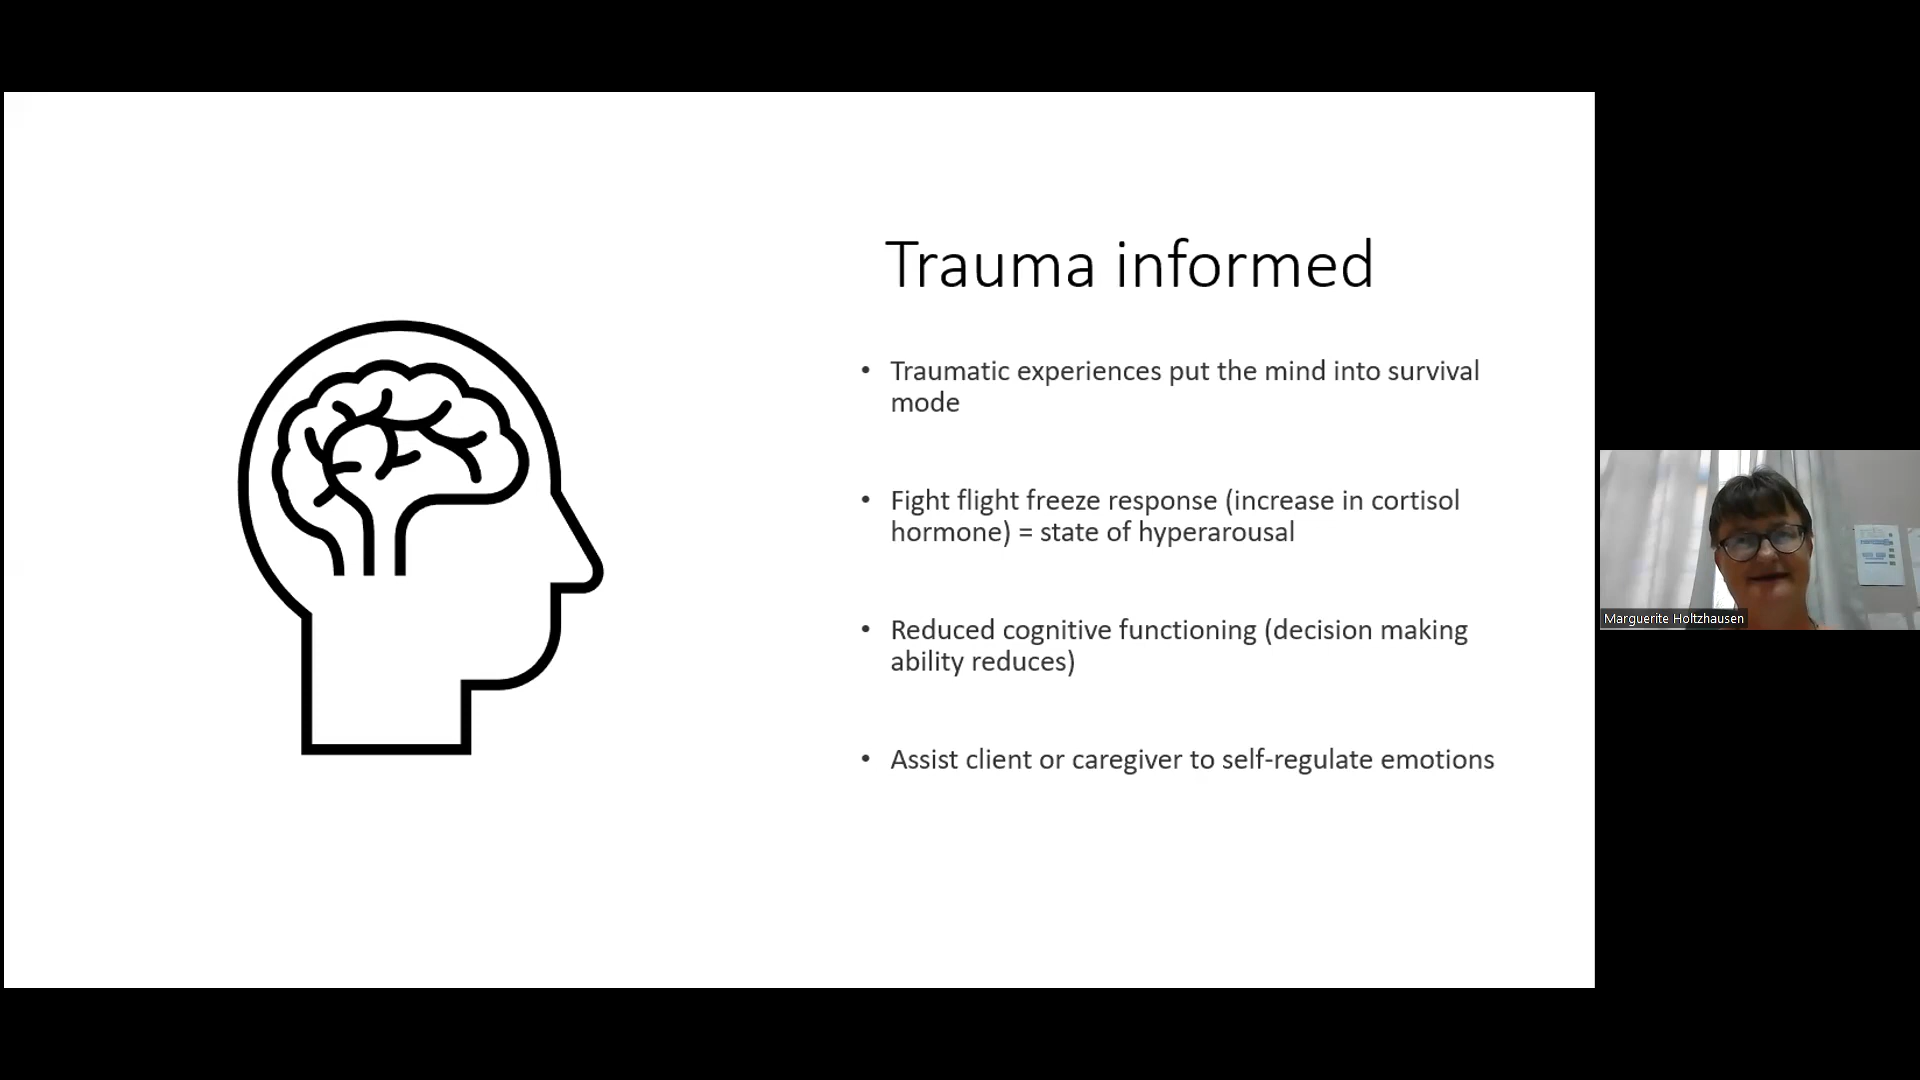 Trauma informed
• Traumatic experiences put the mind into survival
mode
• Fight flight freeze response (increase in cortisol
hormone) = state of hyperarousal
• Reduced cognitive functioning (decision making
ability reduces)
• Assist client or caregiver to self-regulate emotions
Marguerite Holtzhausen